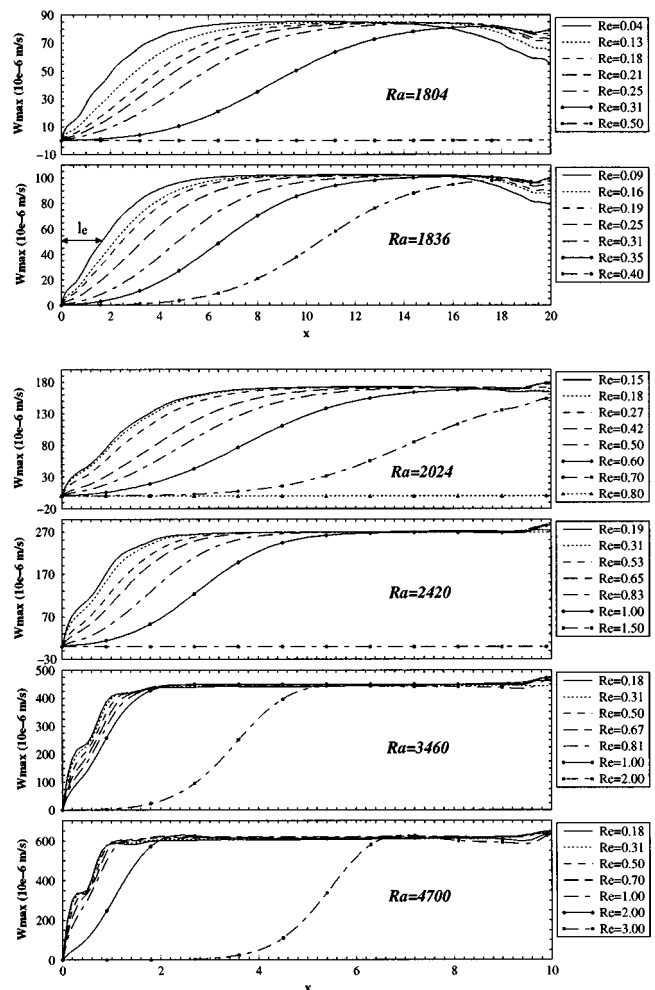 Wmax (10e–6 m/s)
90
70
50
30
10
–10
Ra=1804
Re=0.04
Re=0.13
Re=0.18
Re=0.21
Re=0.25
Re=0.31
Re=0.50
Wmax (10e–6 m/s)
100
80
60
40
20
0
le
Ra=1836
Re=0.09
Re=0.16
Re=0.19
Re=0.25
Re=0.31
Re=0.35
Re=0.40
0 2 4 6 8 10 12 14 16 18 20
x
Wmax (10e–6 m/s)
180
130
80
30
–20
Ra=2024
Re=0.15
Re=0.18
Re=0.27
Re=0.42
Re=0.50
Re=0.60
Re=0.70
Re=0.80
Wmax (10e–6 m/s)
270
170
70
–30
Ra=2420
Re=0.19
Re=0.31
Re=0.53
Re=0.65
Re=0.83
Re=1.00
Re=1.50
Wmax (10e–6 m/s)
500
400
300
200
100
0
Ra=3460
Re=0.18
Re=0.31
Re=0.50
Re=0.67
Re=0.81
Re=1.00
Re=2.00
Wmax (10e–6 m/s)
600
400
200
0
Ra=4700
Re=0.18
Re=0.31
Re=0.50
Re=0.70
Re=1.00
Re=2.00
Re=3.00
0 2 4 6 8 10
x